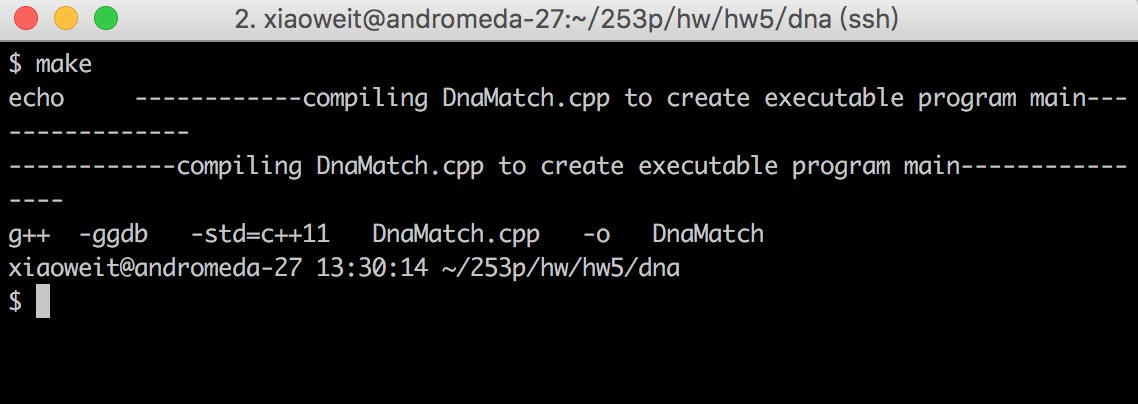 2. xiaoweit@andromeda-27:~/253p/hw/hw5/dna (ssh)
$ make
echo     ------------compiling DnaMatch.cpp to create executable program main---
-------------
------------compiling DnaMatch.cpp to create executable program main------------
----
g++  -ggdb   -std=c++11   DnaMatch.cpp   -o   DnaMatch
xiaoweit@andromeda-27 13:30:14 ~/253p/hw/hw5/dna
$